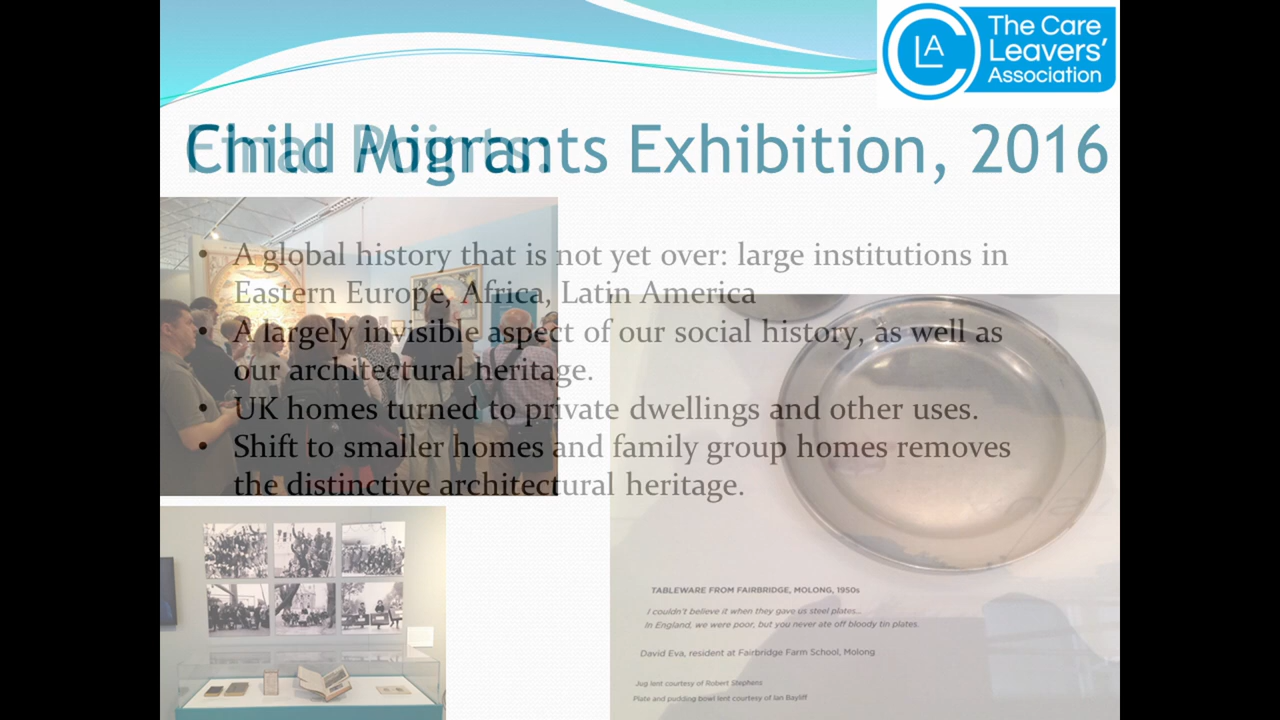 The Care
Leavers'
Association
CLA
Child Migrants Exhibition, 2016
Final Points:
• A global history that is not yet over: large institutions in
Eastern Europe, Africa, Latin America
• A largely invisible aspect of our social history, as well as
our architectural heritage.
• UK homes turned to private dwellings and other uses.
• Shift to smaller homes and family group homes removes
the distinctive architectural heritage.
TABLEWARE FROM FAIRBRIDGE, MOLONG, 1950s
I couldn't believe it when they gave us steel plates...
In England, we were poor, but you never ate off bloody tin plates.
David Eva, resident at Fairbridge Farm School, Molong
Jug lent courtesy of Robert Stephens
Plate and pudding bowl lent courtesy of Ian Bayliff